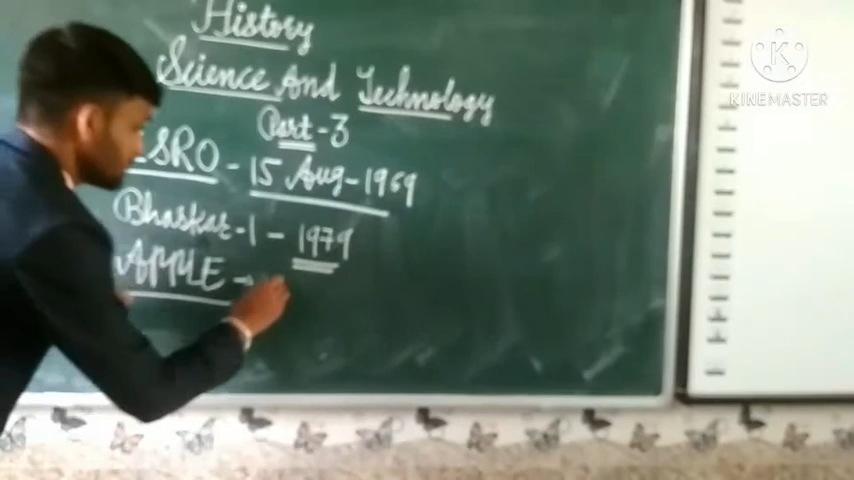 History
Science And Technology
Part-3
SRO - 15 Aug-1969
Bhaskar-1 - 1979
APPLE -
K
KINEMASTER